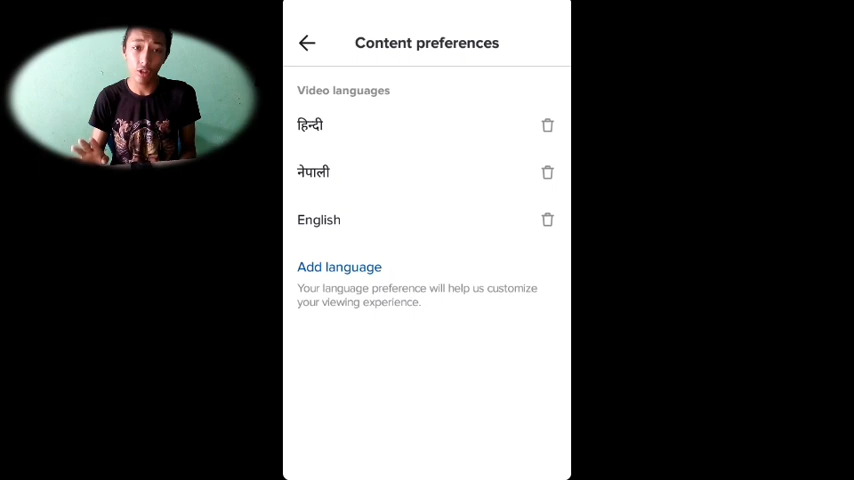 Content preferences
Video languages
हिन्दी
नेपाली
English
Add language
Your language preference will help us customize
your viewing experience.